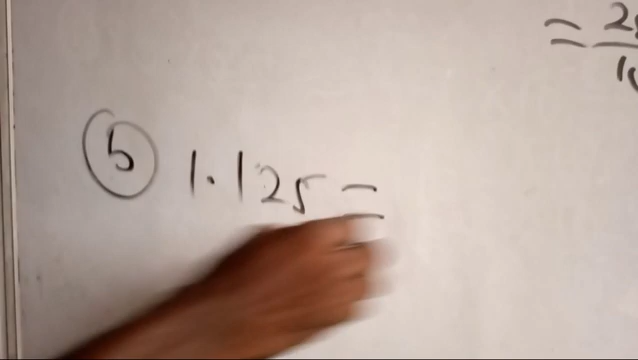 b 1.125 =
=